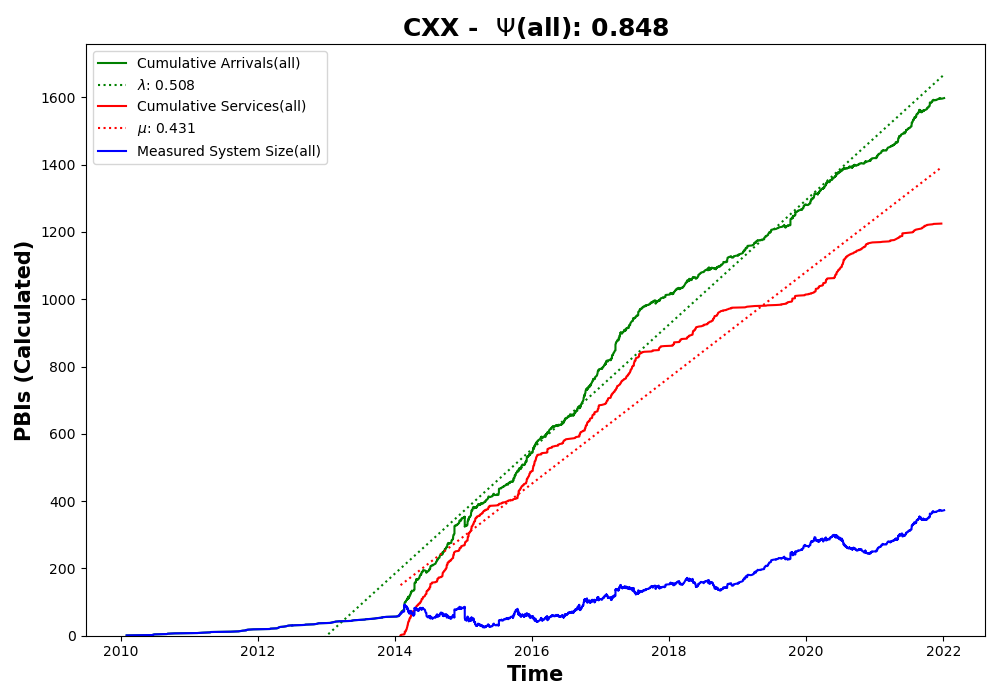 CXX - Ψ(all): 0.848
Cumulative Arrivals(all)
λ: 0.508
Cumulative Services(all)
μ: 0.431
Measured System Size(all)
PBIs (Calculated)
1600
1400
1200
1000
800
600
400
200
0
2010 2012 2014 2016 2018 2020 2022
Time